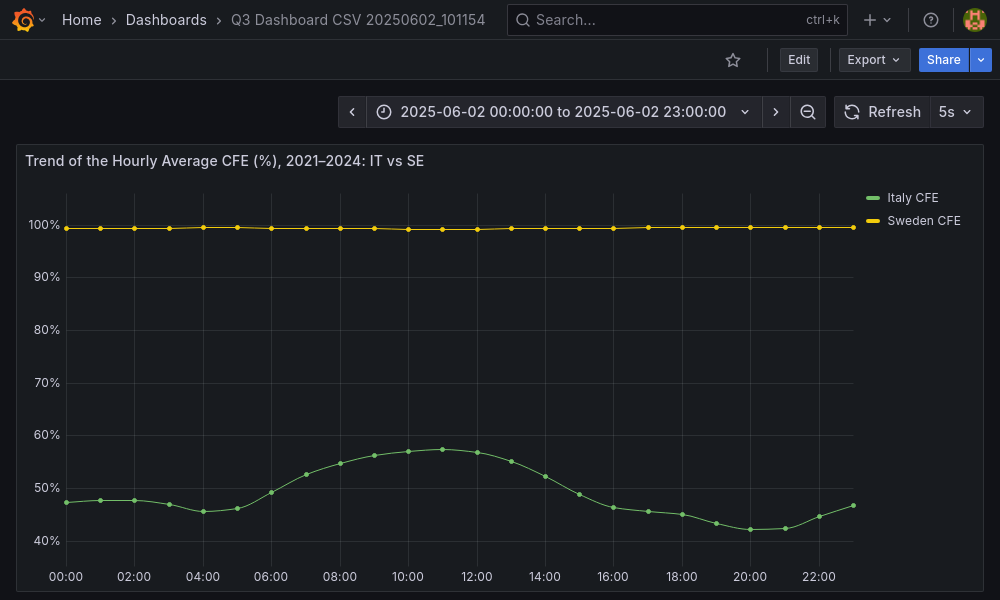 Home › Dashboards › Q3 Dashboard CSV 20250602_101154
Search...
ctrl+k
Edit
Export
Share
2025-06-02 00:00:00 to 2025-06-02 23:00:00
Refresh
5s
Trend of the Hourly Average CFE (%), 2021–2024: IT vs SE
Italy CFE
Sweden CFE
100%
90%
80%
70%
60%
50%
40%
00:00 02:00 04:00 06:00 08:00 10:00 12:00 14:00 16:00 18:00 20:00 22:00